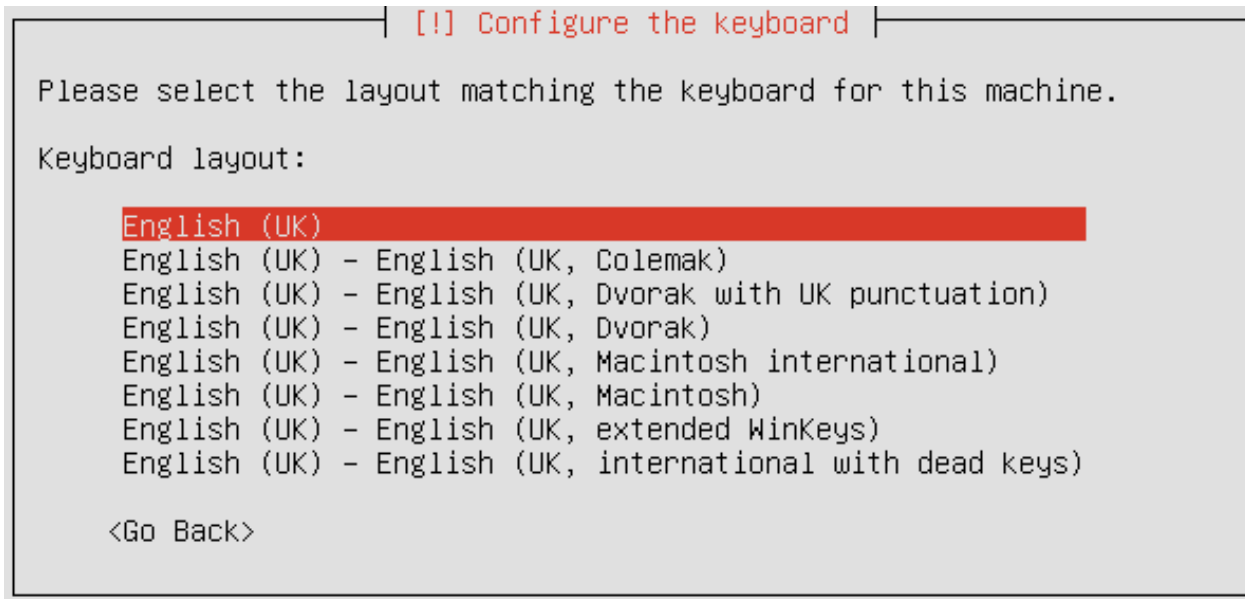 [!] Configure the keyboard
Please select the layout matching the keyboard for this machine.
Keyboard layout:
English (UK)
English (UK) – English (UK, Colemak)
English (UK) – English (UK, Dvorak with UK punctuation)
English (UK) – English (UK, Dvorak)
English (UK) – English (UK, Macintosh international)
English (UK) – English (UK, Macintosh)
English (UK) – English (UK, extended WinKeys)
English (UK) – English (UK, international with dead keys)
<Go Back>